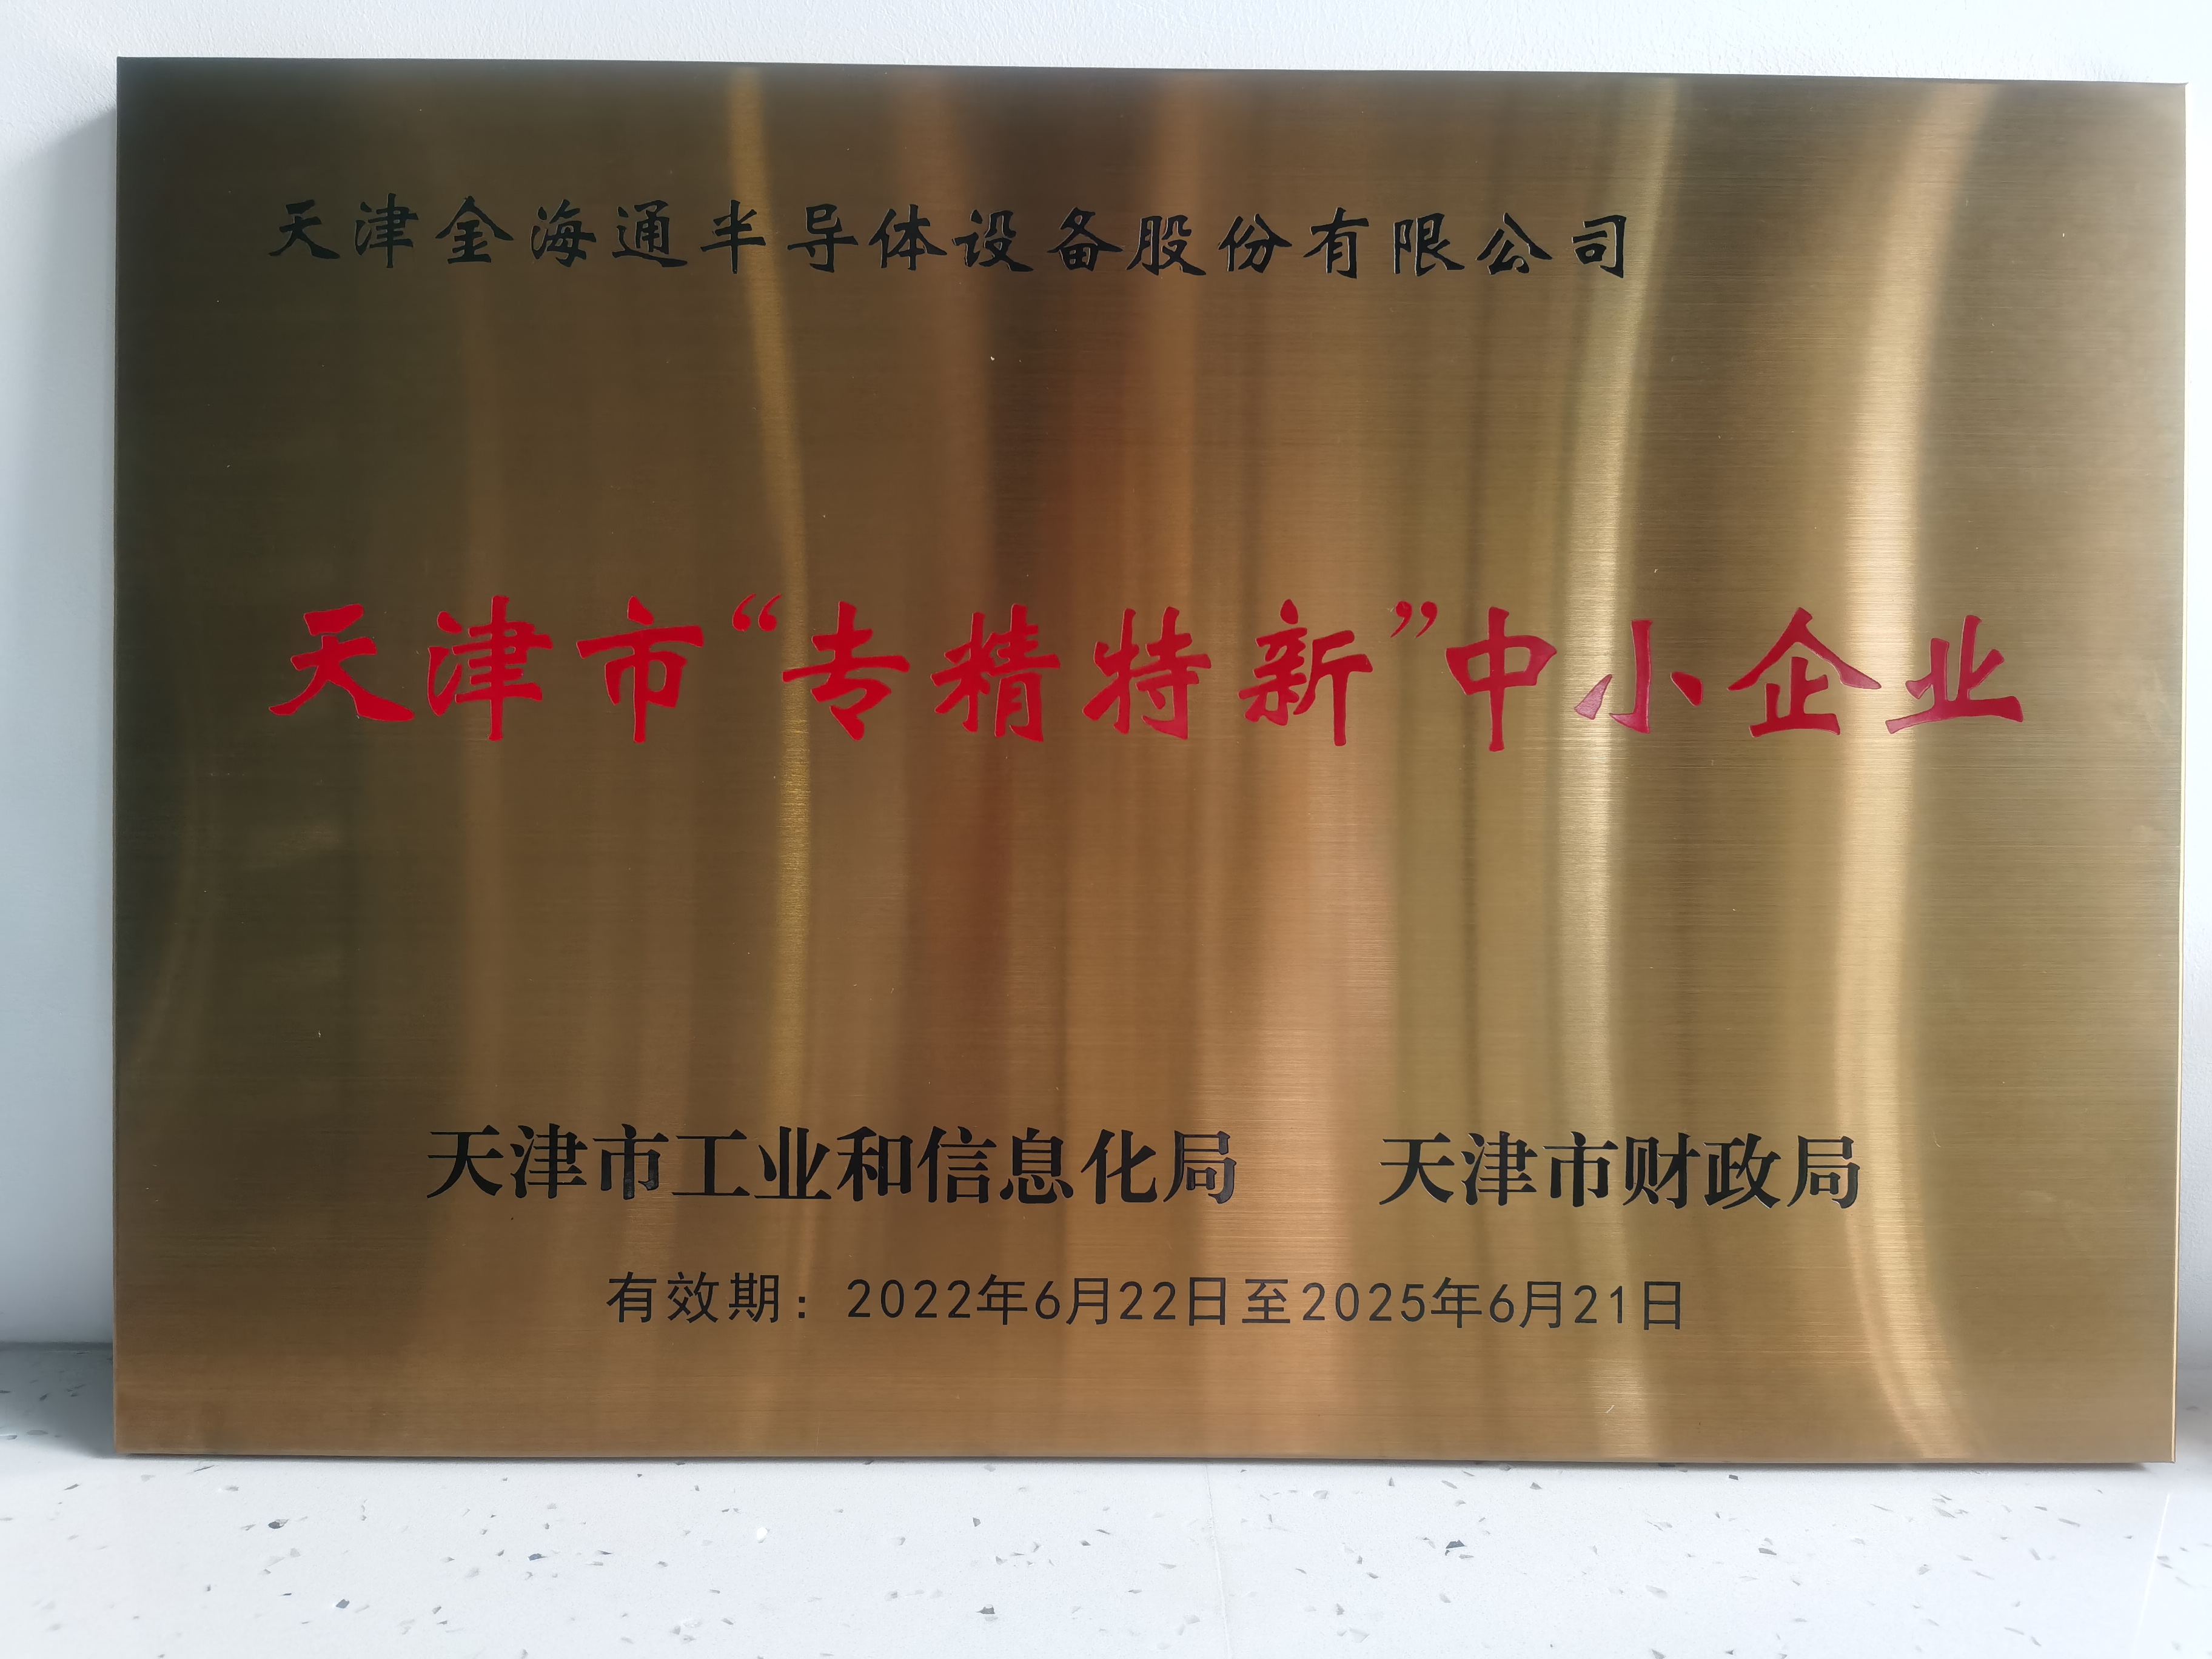 天津金海通半导体设备股份有限公司
天津市“专精特新”中小企业
天津市工业和信息化局 天津市财政局
有效期：2022年6月22日至2025年6月21日